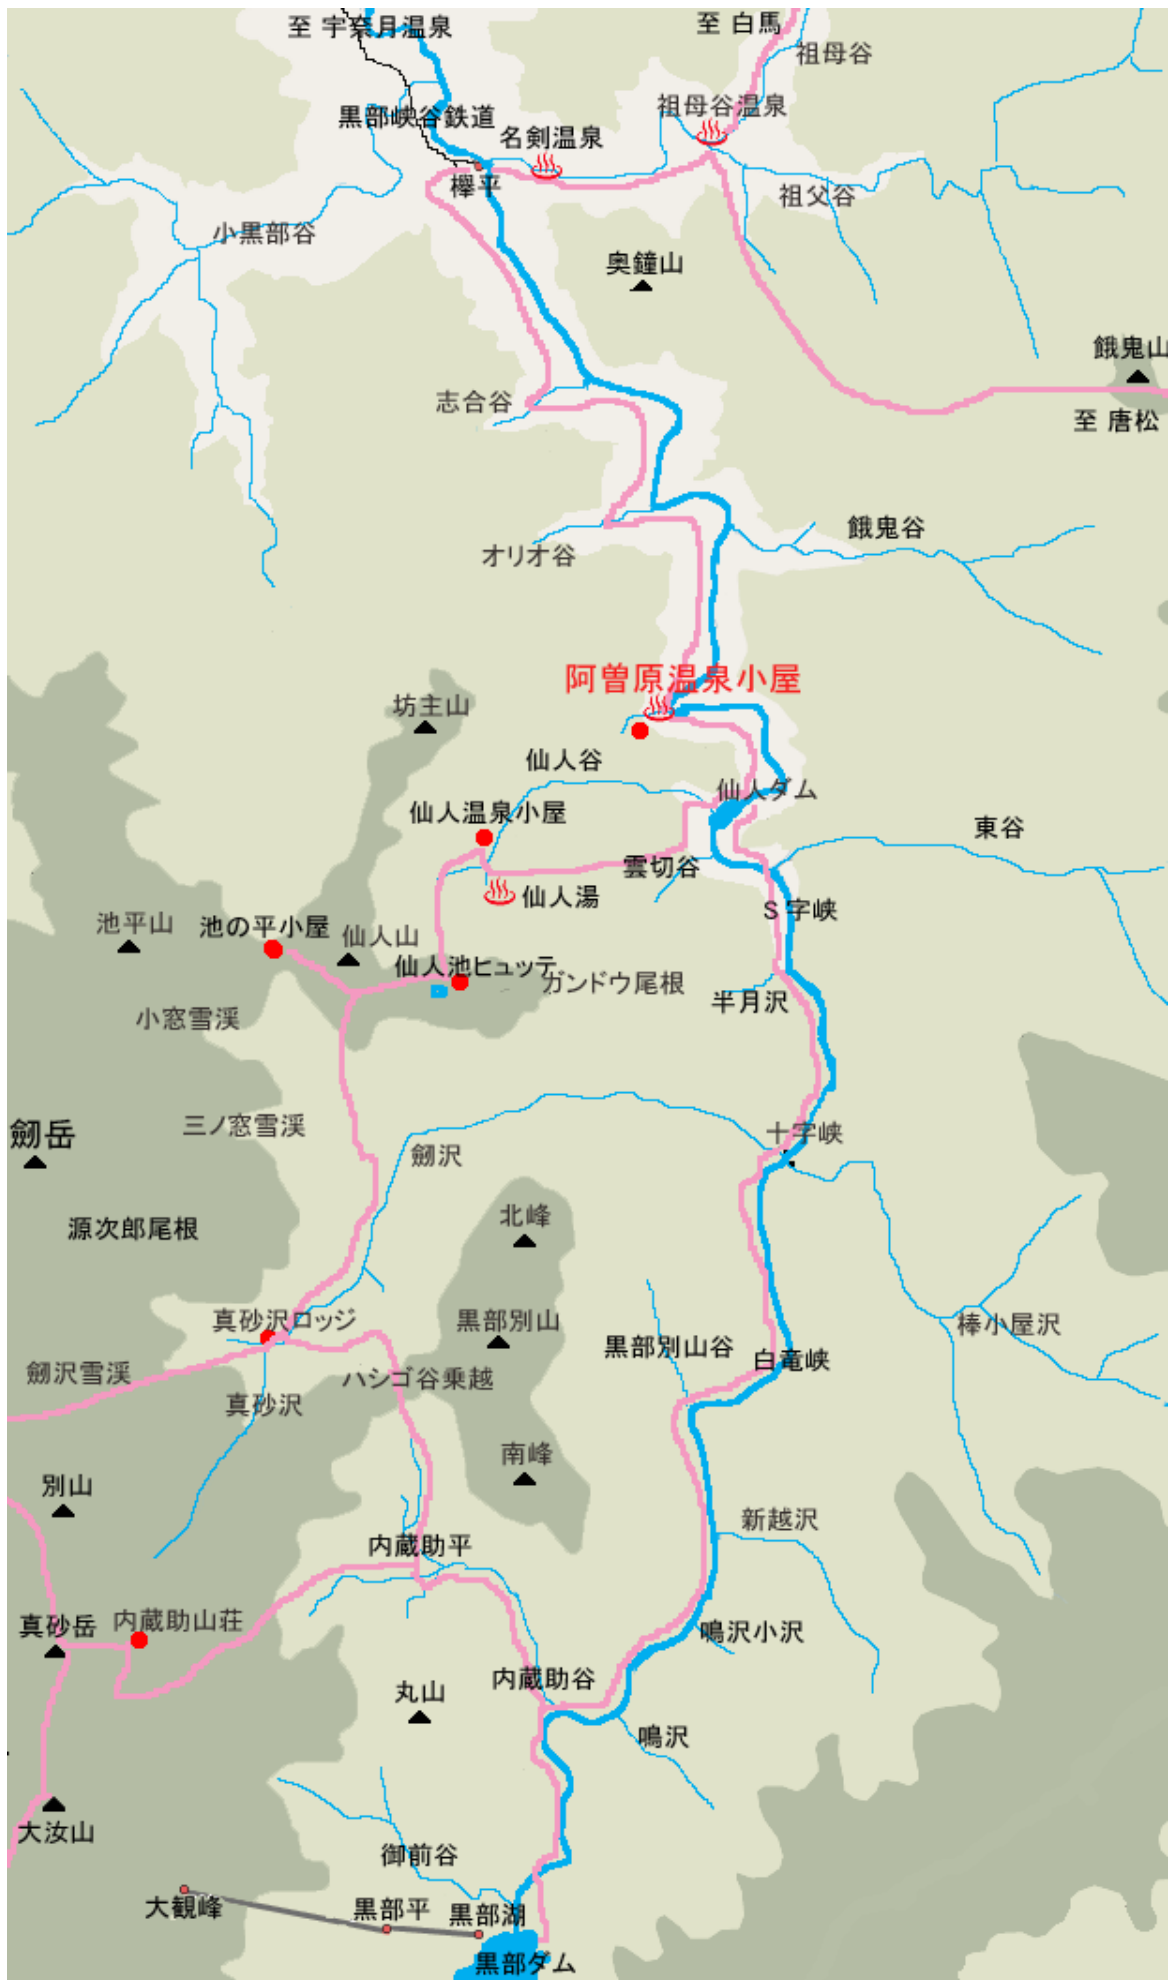 至 宇奈月温泉
至 白馬
祖母谷
祖母谷温泉
黒部峡谷鉄道
名剣温泉
欅平
祖父谷
小黒部谷
奥鐘山
餓鬼山
志合谷
至 唐松
餓鬼谷
オリオ谷
阿曽原温泉小屋
坊主山
仙人谷
仙人ダム
仙人温泉小屋
東谷
雲切谷
仙人湯
S字峡
池平山
池の平小屋
仙人山
仙人池ヒュッテ
ガンドウ尾根
半月沢
小窓雪渓
三ノ窓雪渓
劒岳
十字峡
劒沢
源次郎尾根
北峰
真砂沢ロッジ
黒部別山
棒小屋沢
黒部別山谷
白竜峡
劒沢雪渓
ハシゴ谷乗越
真砂沢
南峰
別山
新越沢
内蔵助平
真砂岳
内蔵助山荘
鳴沢小沢
内蔵助谷
丸山
鳴沢
大汝山
御前谷
大観峰
黒部平
黒部湖
黒部ダム